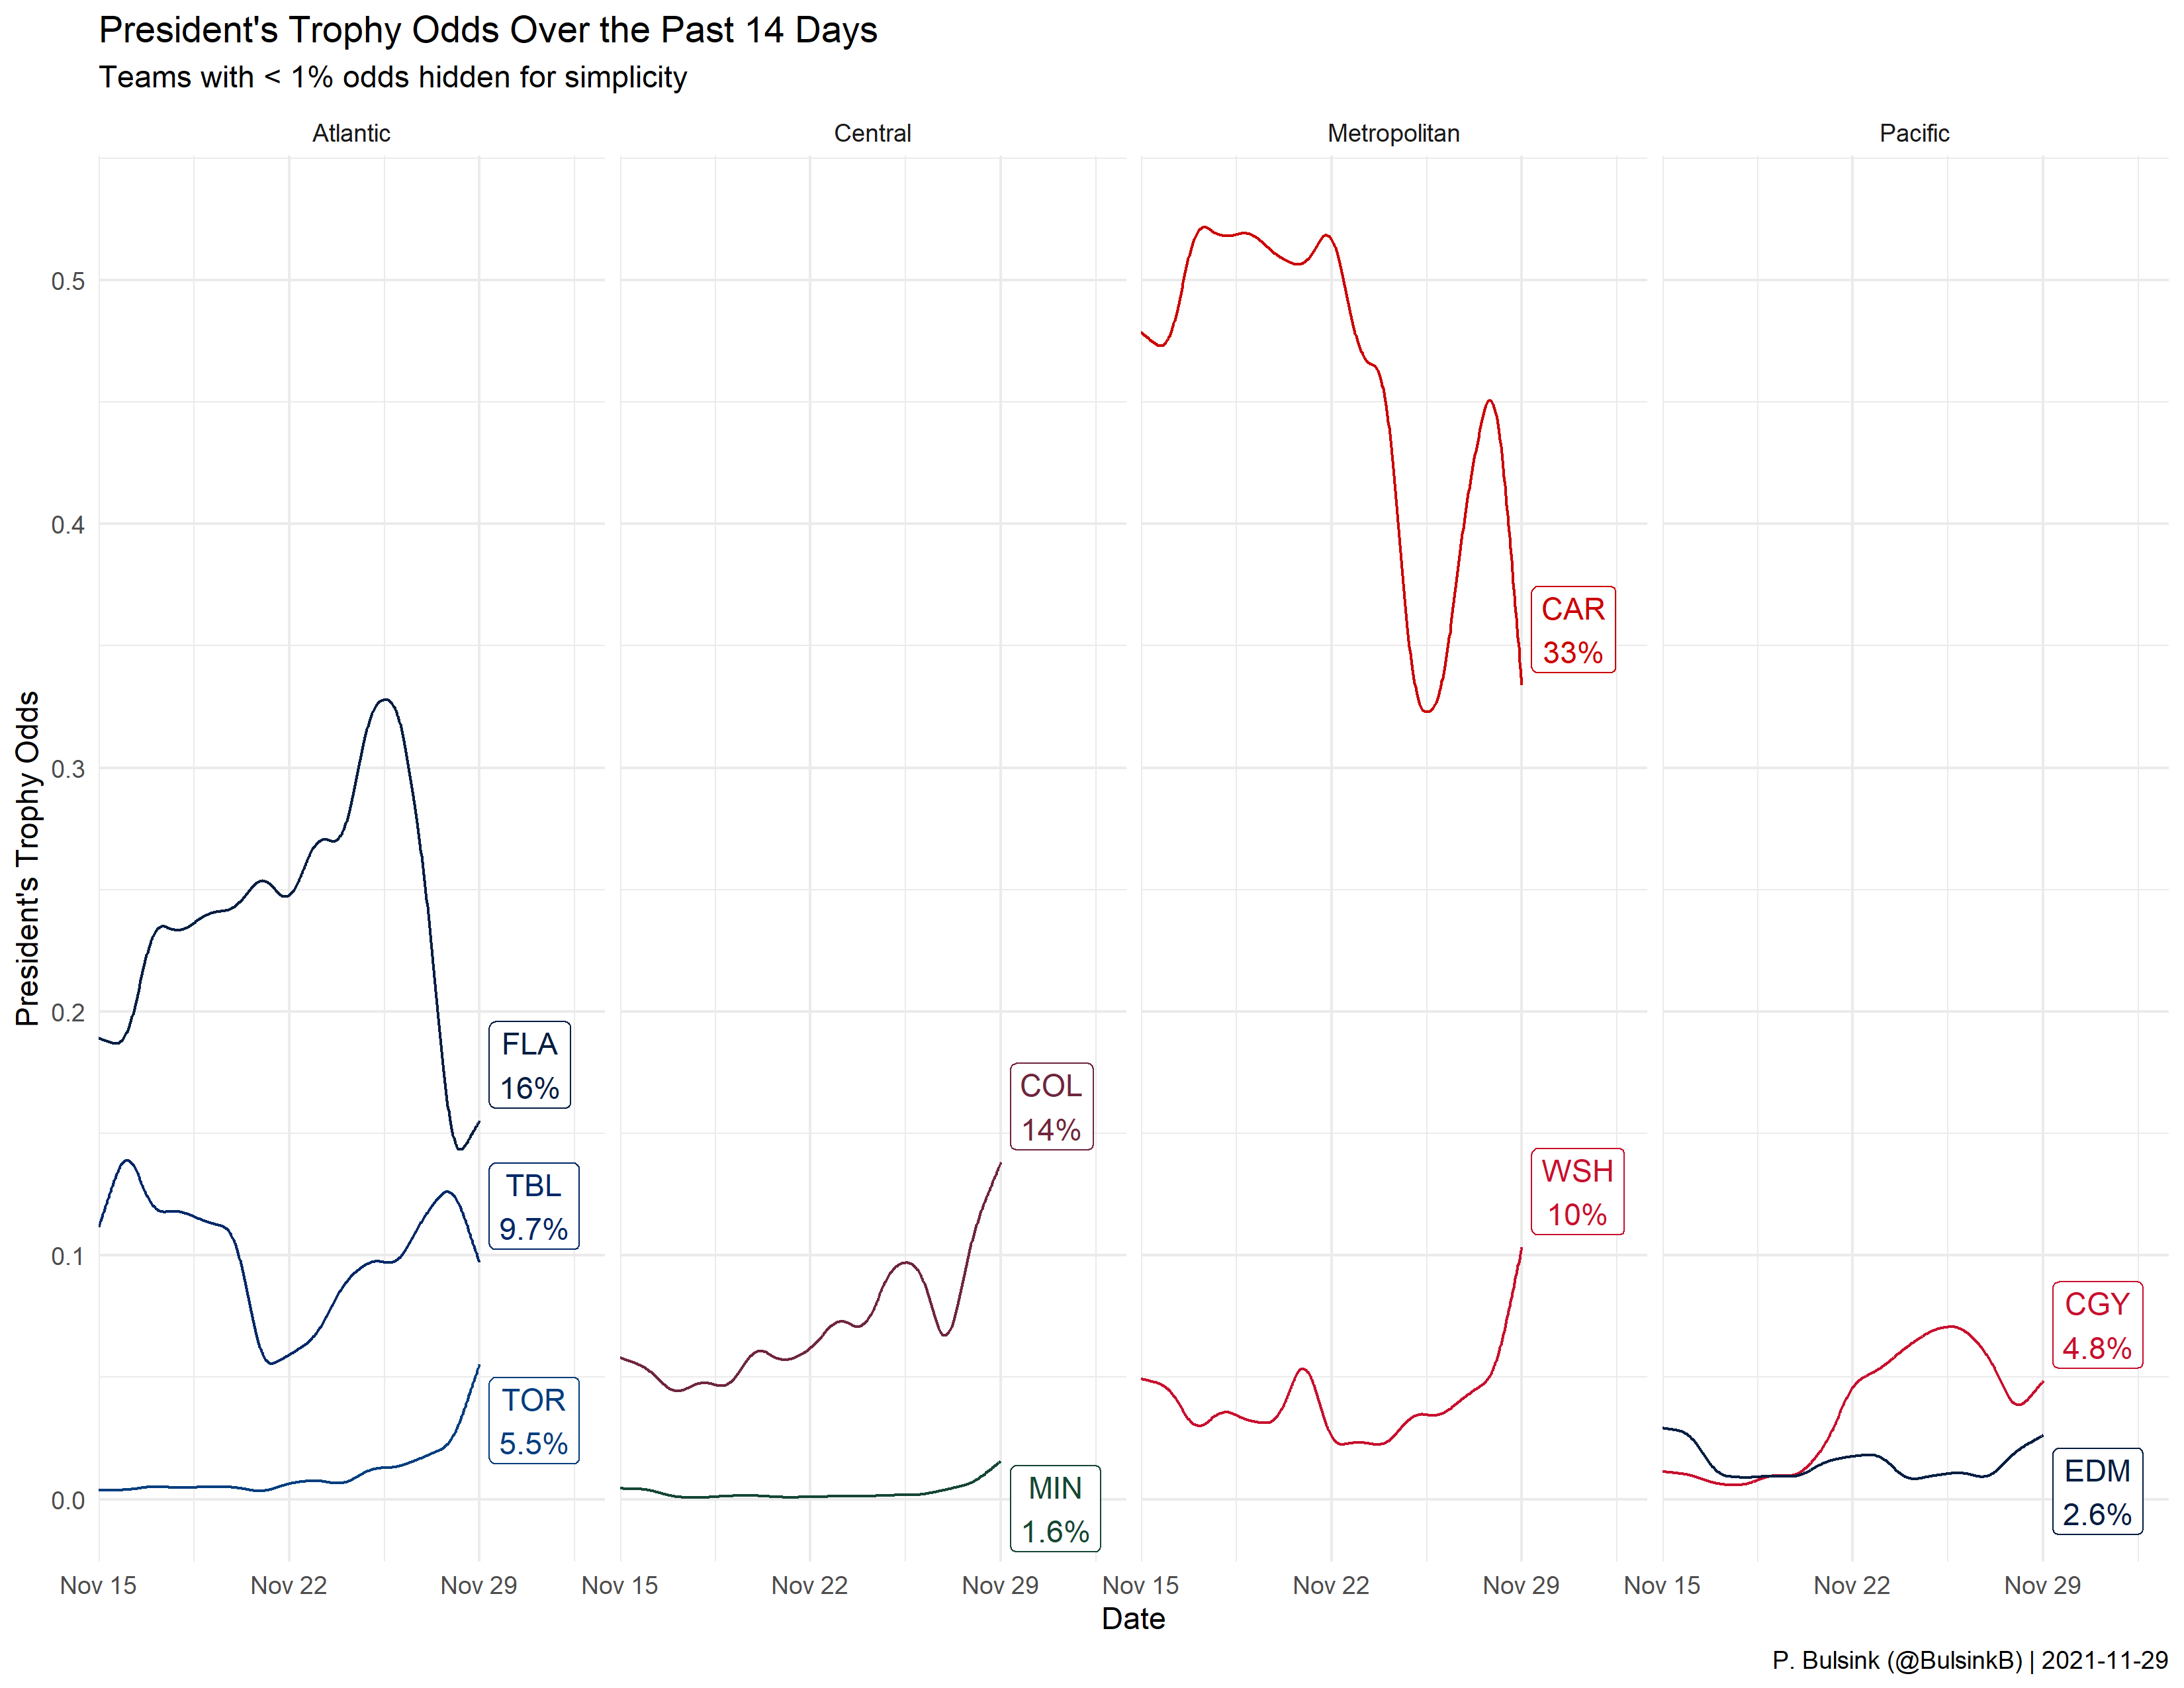 President's Trophy Odds Over the Past 14 Days
Teams with < 1% odds hidden for simplicity
Atlantic
Central
Metropolitan
Pacific
President's Trophy Odds
0.5
0.4
0.3
0.2
0.1
0.0
FLA
16%
TBL
9.7%
TOR
5.5%
COL
14%
MIN
1.6%
CAR
33%
WSH
10%
CGY
4.8%
EDM
2.6%
Nov 15
Nov 22
Nov 29
Nov 15
Nov 22
Nov 29
Nov 15
Nov 22
Nov 29
Nov 15
Nov 22
Nov 29
Date
P. Bulsink (@BulsinkB) | 2021-11-29